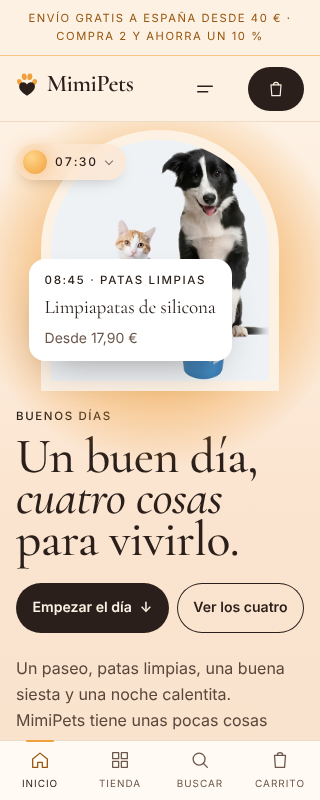 ENVÍO GRATIS A ESPAÑA DESDE 40 € ·
COMPRA 2 Y AHORRA UN 10 %
MimiPets
07:30
08:45 · PATAS LIMPIAS
Limpiapatas de silicona
Desde 17,90 €
BUENOS DÍAS
Un buen día,
cuatro cosas
para vivirlo.
Empezar el día ↓
Ver los cuatro
Un paseo, patas limpias, una buena
siesta y una noche calentita.
MimiPets tiene unas pocas cosas
INICIO
TIENDA
BUSCAR
CARRITO